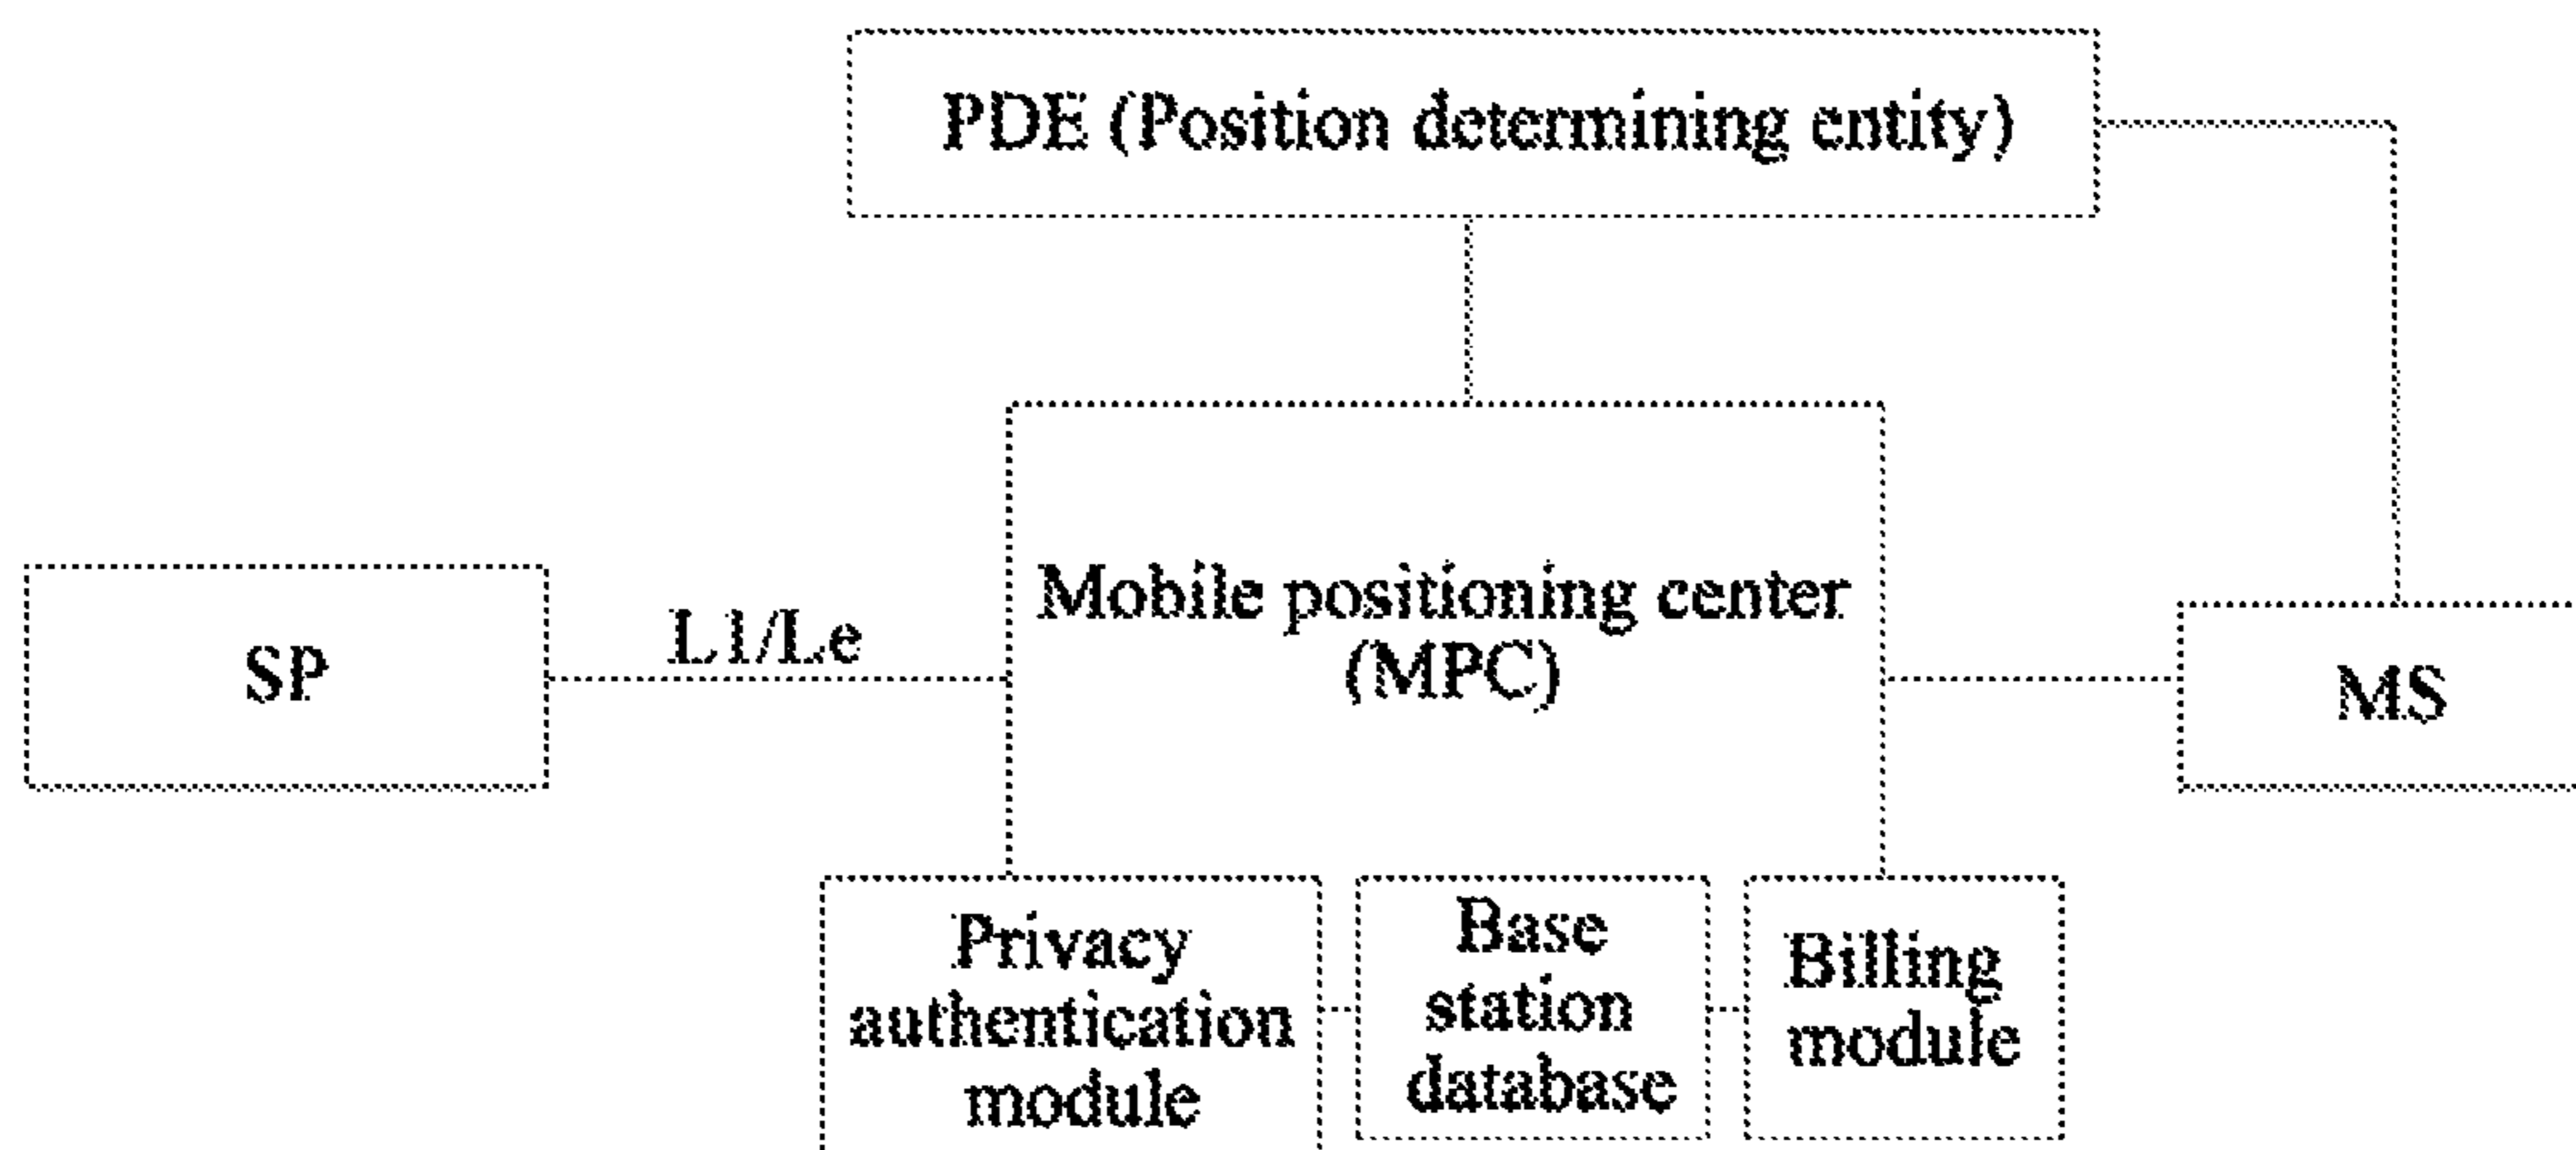 PDE (Position determining entity)
SP
L1/Le
Mobile positioning center
(MPC)
MS
Privacy
authentication
module
Base
station
database
Billing
module